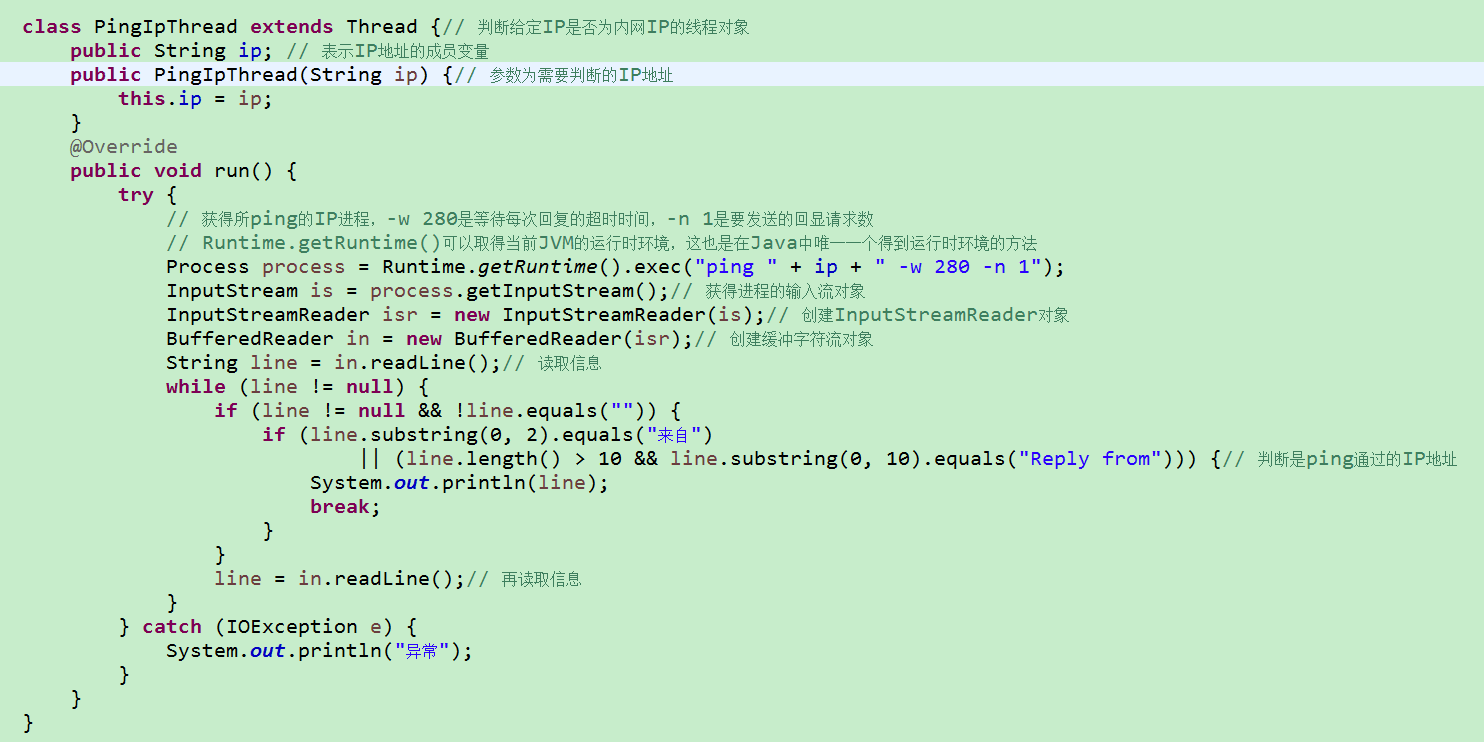 class PingIpThread extends Thread {// 判断给定IP是否为内网IP的线程对象
    public String ip; // 表示IP地址的成员变量
    public PingIpThread(String ip) {// 参数为需要判断的IP地址
        this.ip = ip;
    }
    @Override
    public void run() {
        try {
            // 获得所ping的IP进程，-w 280是等待每次回复的超时时间，-n 1是要发送的回显请求数
            // Runtime.getRuntime()可以取得当前JVM的运行时环境，这也是在Java中唯一一个得到运行时环境的方法
            Process process = Runtime.getRuntime().exec("ping " + ip + " -w 280 -n 1");
            InputStream is = process.getInputStream();// 获得进程的输入流对象
            InputStreamReader isr = new InputStreamReader(is);// 创建InputStreamReader对象
            BufferedReader in = new BufferedReader(isr);// 创建缓冲字符流对象
            String line = in.readLine();// 读取信息
            while (line != null) {
                if (line != null && !line.equals("")) {
                    if (line.substring(0, 2).equals("来自")
                            || (line.length() > 10 && line.substring(0, 10).equals("Reply from"))) {// 判断是ping通过的IP地址
                        System.out.println(line);
                        break;
                    }
                }
                line = in.readLine();// 再读取信息
            }
        } catch (IOException e) {
            System.out.println("异常");
        }
    }
}